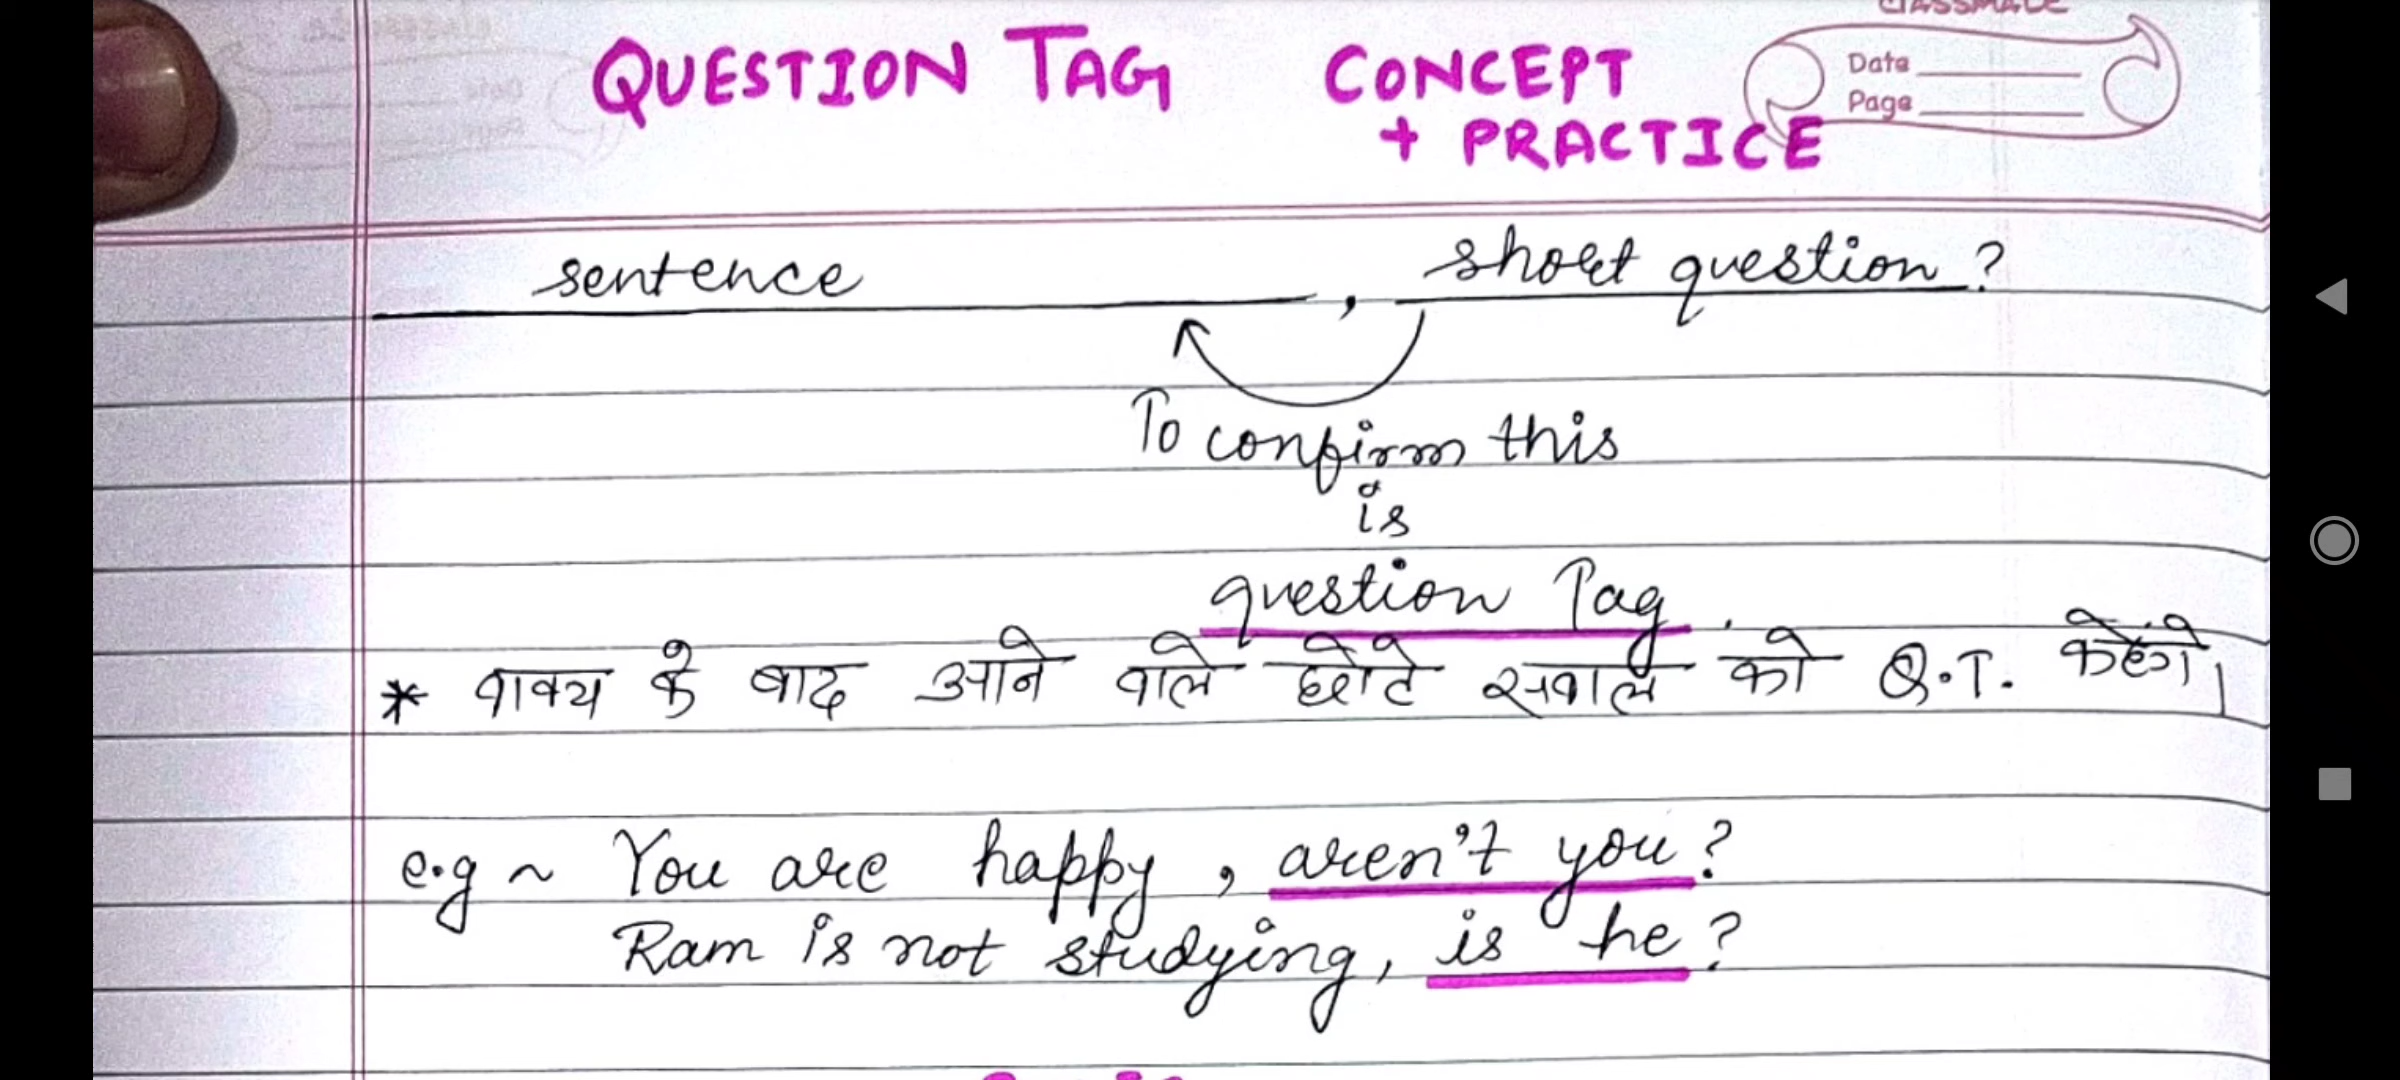 QUESTION TAG CONCEPT
+ PRACTICE
Date
Page
sentence , short question ?
To confirm this
is
question Tag.
* वाक्य के बाद आने वाले छोटे सवाल को Q.T. कहेंगे।
e.g ~ You are happy, aren't you?
Ram is not studying, is he?